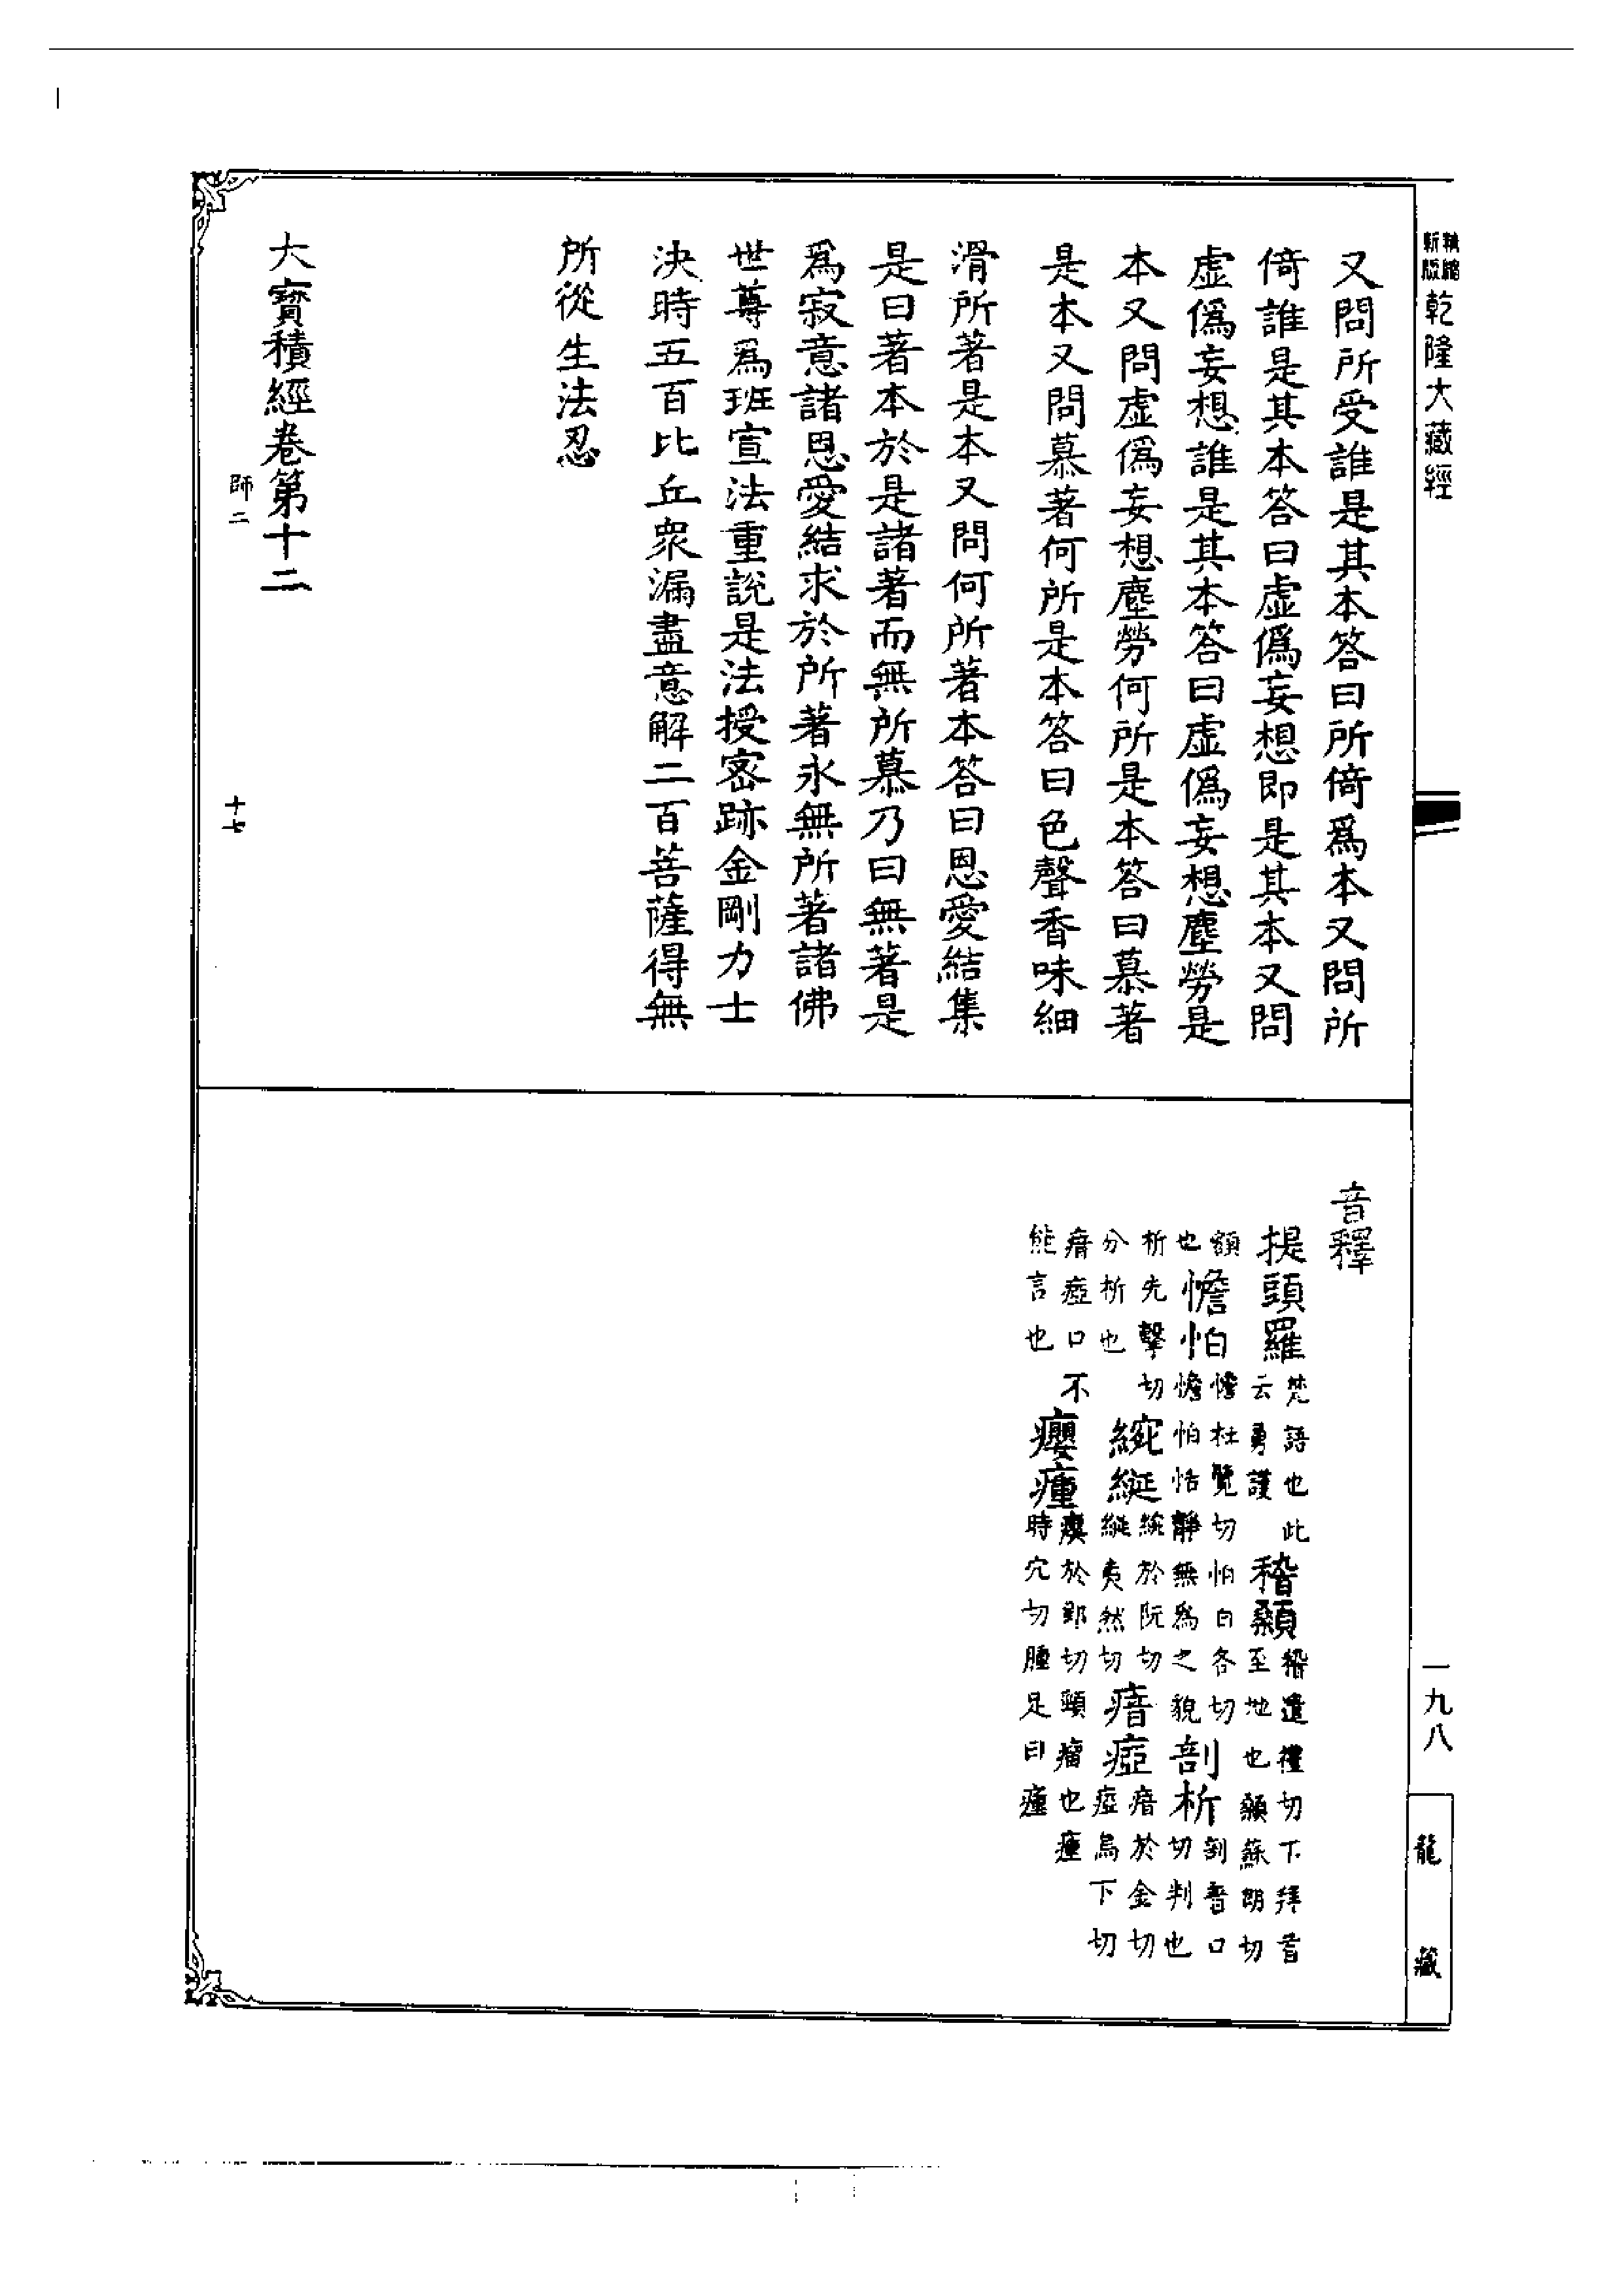 新版
乾隆大藏經
又問所受誰是其本答曰所倚爲本又問所
倚誰是其本答曰虛僞妄想即是其本又問
虛僞妄想誰是其本答曰虛僞妄想塵勞是
本又問虛僞妄想塵勞何所是本答曰慕著
是本又問慕著何所是本答曰色聲香味細
滑所著是本又問何所著本答曰恩愛結集
是曰著本於是諸著而無所慕乃曰無著是
爲寂意諸恩愛結求於所著永無所著諸佛
世尊爲班宣法重說是法授密跡金剛力士
決時五百比丘衆漏盡意解二百菩薩得無
所從生法忍
大寶積經卷第十二
師二
十七
音釋
提頭羅梵語也此云勇護稽顙稽遣禮切下拜首至地也顙蘇朗切
額也憺怕憺杜覽切怕白各切憺怕恬静無爲之貌剖析剖普口切判也
析先擊切分析也綩綖綩於阮切綖夷然切瘖瘂瘖於金切瘂烏下切
瘖瘂口不能言也癭瘇癭於郢切頸瘤也瘇時宂切腫足曰瘇
一九八
龍藏